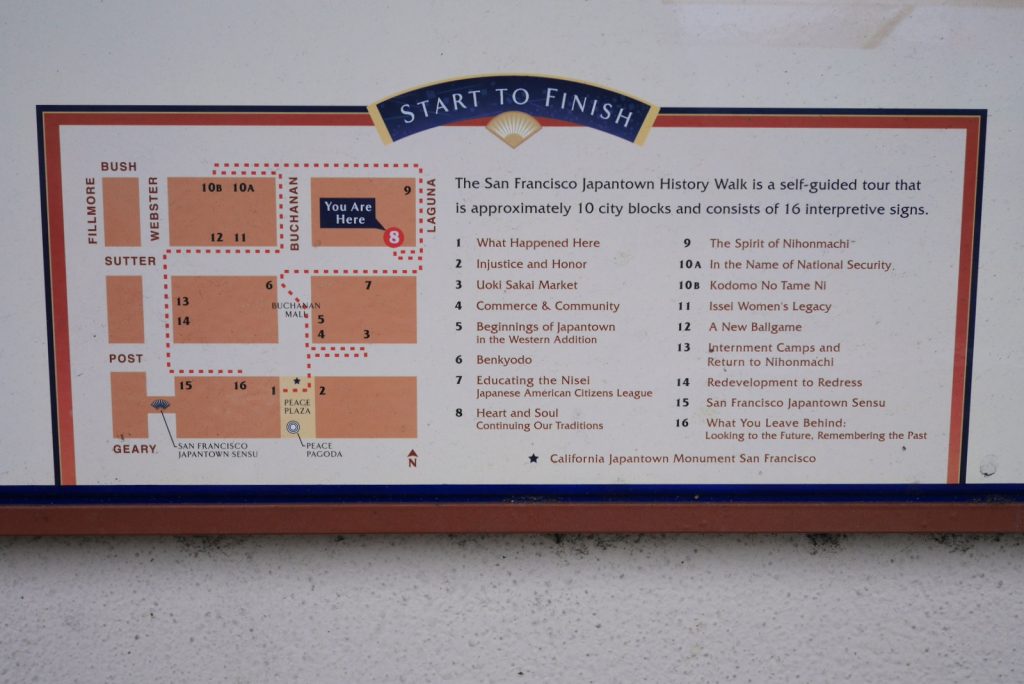 START TO FINISH
BUSH
FILLMORE
WEBSTER
BUCHANAN
LAGUNA
10B 10A
9
You Are
Here
8
12 11
SUTTER
6
7
BUCHANAN
MALL
13
14
5
4 3
POST
15 16
1
2
PEACE
PLAZA
GEARY
SAN FRANCISCO
JAPANTOWN SENSU
PEACE
PAGODA
N
The San Francisco Japantown History Walk is a self-guided tour that
is approximately 10 city blocks and consists of 16 interpretive signs.
1 What Happened Here
2 Injustice and Honor
3 Uoki Sakai Market
4 Commerce & Community
5 Beginnings of Japantown
in the Western Addition
6 Benkyodo
7 Educating the Nisei
Japanese American Citizens League
8 Heart and Soul
Continuing Our Traditions
9 The Spirit of Nihonmachi
10A In the Name of National Security
10B Kodomo No Tame Ni
11 Issei Women's Legacy
12 A New Ballgame
13 Internment Camps and
Return to Nihonmachi
14 Redevelopment to Redress
15 San Francisco Japantown Sensu
16 What You Leave Behind:
Looking to the Future, Remembering the Past
★ California Japantown Monument San Francisco